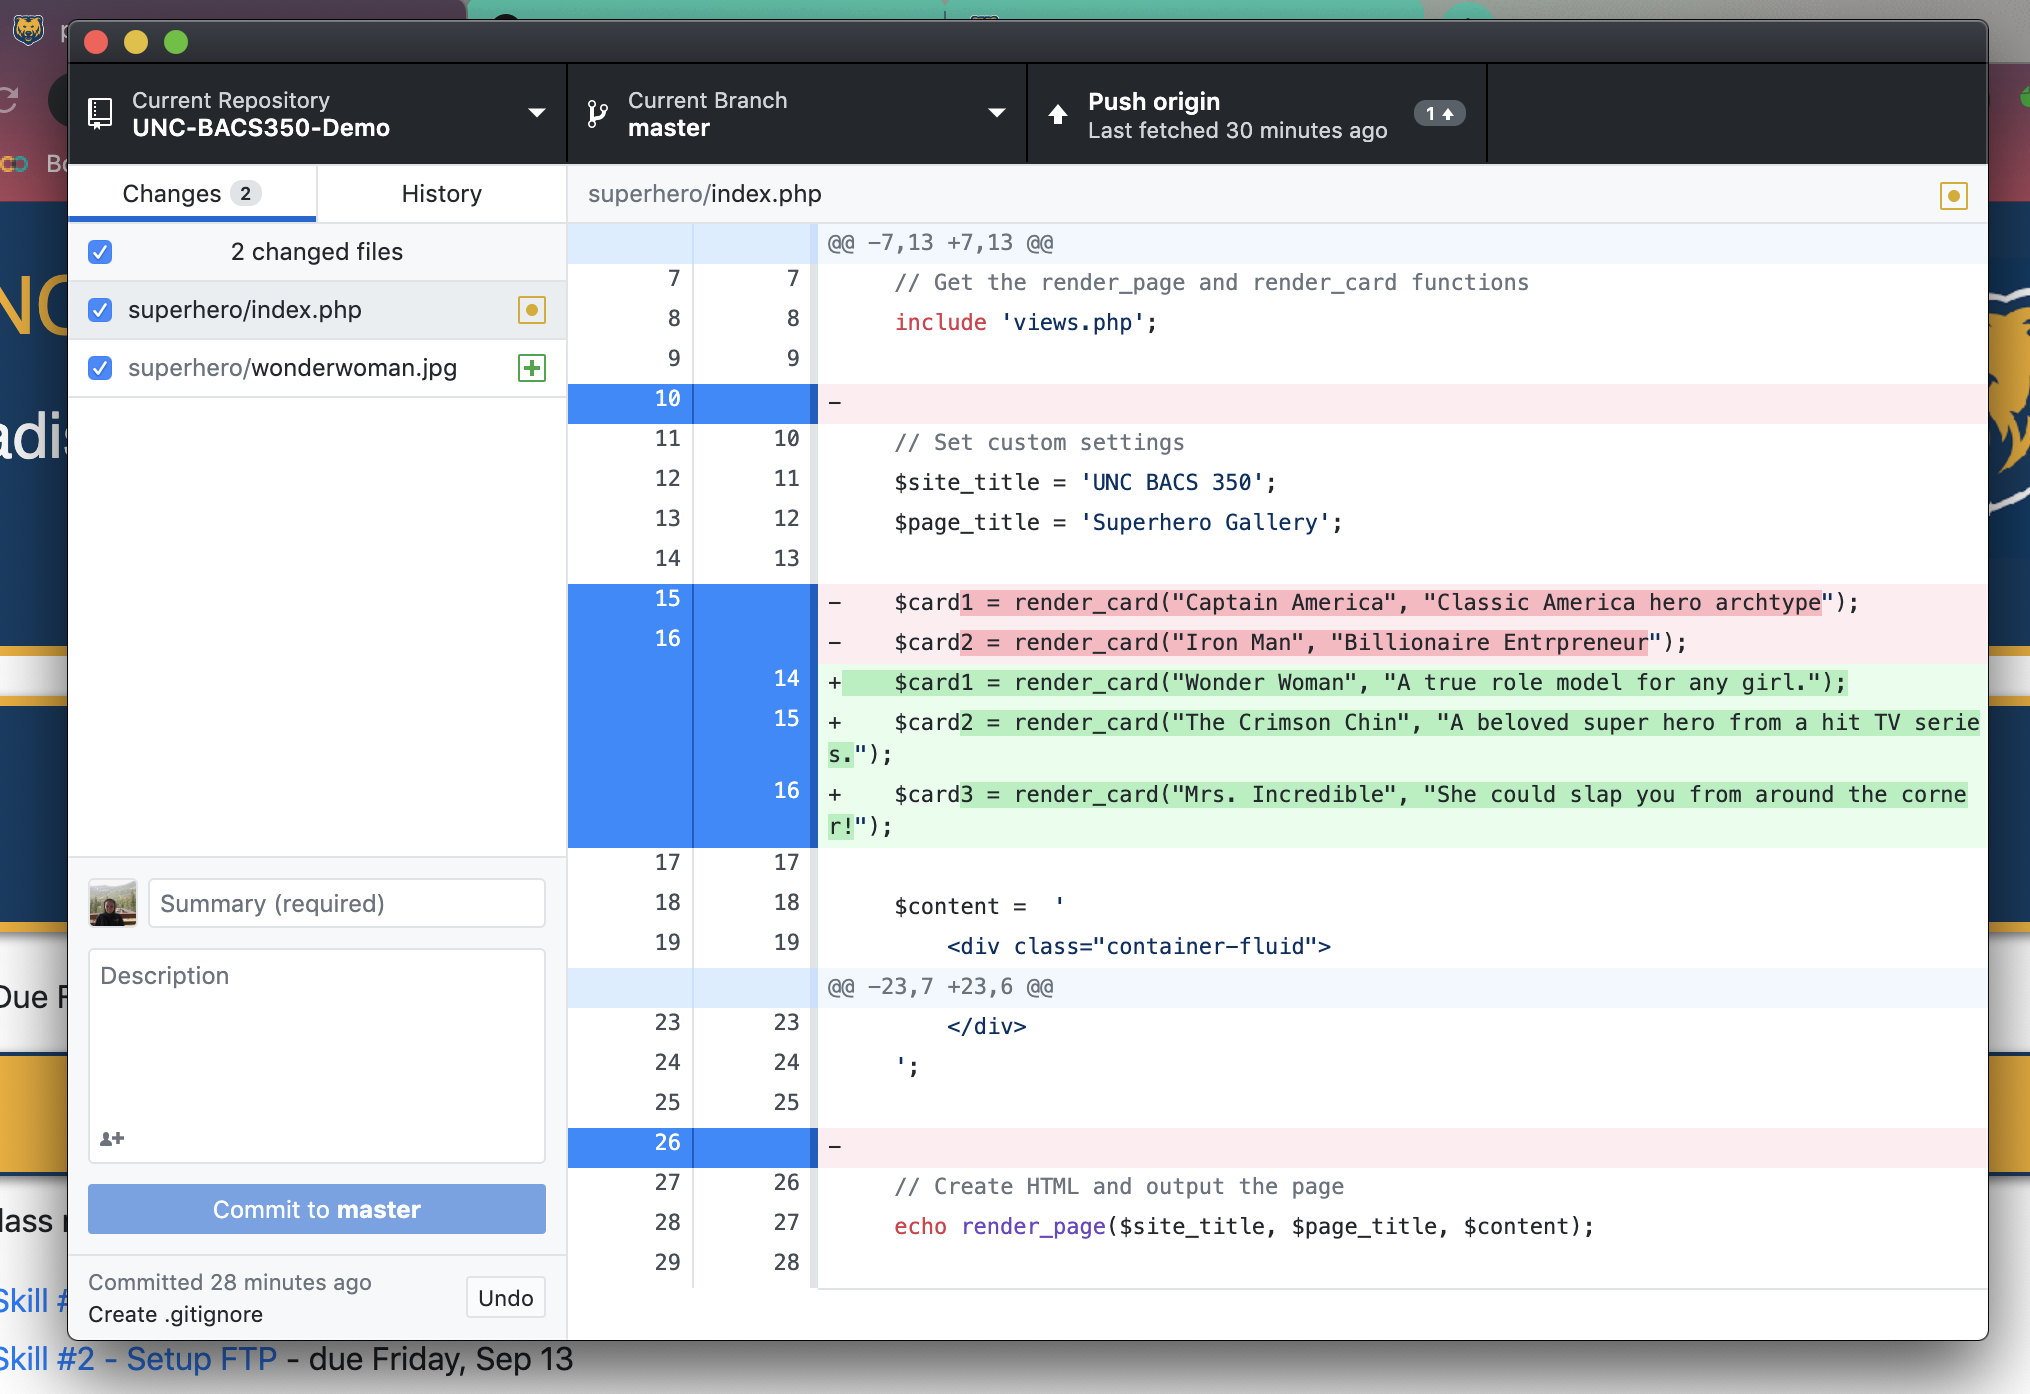 Current Repository
UNC-BACS350-Demo
Current Branch
master
Push origin
Last fetched 30 minutes ago
1
Changes 2
History
superhero/index.php
2 changed files
superhero/index.php
superhero/wonderwoman.jpg
@@ -7,13 +7,13 @@
7 7 // Get the render_page and render_card functions
8 8 include 'views.php';
9 9
10 -
11 10 // Set custom settings
12 11 $site_title = 'UNC BACS 350';
13 12 $page_title = 'Superhero Gallery';
14 13
15 - $card1 = render_card("Captain America", "Classic America hero archtype");
16 - $card2 = render_card("Iron Man", "Billionaire Entrpreneur");
14 + $card1 = render_card("Wonder Woman", "A true role model for any girl.");
15 + $card2 = render_card("The Crimson Chin", "A beloved super hero from a hit TV serie
s.");
16 + $card3 = render_card("Mrs. Incredible", "She could slap you from around the corne
r!");
17 17
18 18 $content = '
19 19 <div class="container-fluid">
@@ -23,7 +23,6 @@
23 23 </div>
24 24 ';
25 25
26 -
27 26 // Create HTML and output the page
28 27 echo render_page($site_title, $page_title, $content);
29 28
Summary (required)
Description
Commit to master
Committed 28 minutes ago
Create .gitignore
Undo
Due
Skill #
Skill #2 - Setup FTP - due Friday, Sep 13